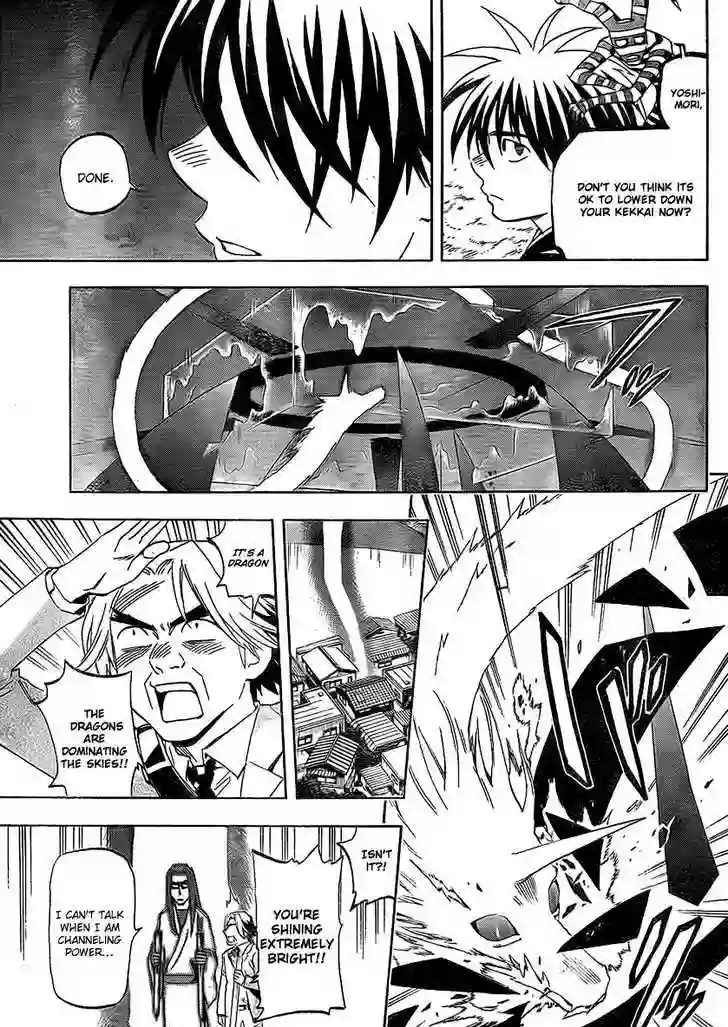 YOSHI-
MORI,
DON'T YOU THINK ITS
OK TO LOWER DOWN
YOUR KEKKAI NOW?
DONE.
IT'S A
DRAGON
THE
DRAGONS
ARE
DOMINATING
THE SKIES!!
ISN'T
IT?!
YOU'RE
SHINING
EXTREMELY
BRIGHT!!
I CAN'T TALK
WHEN I AM
CHANNELING
POWER...